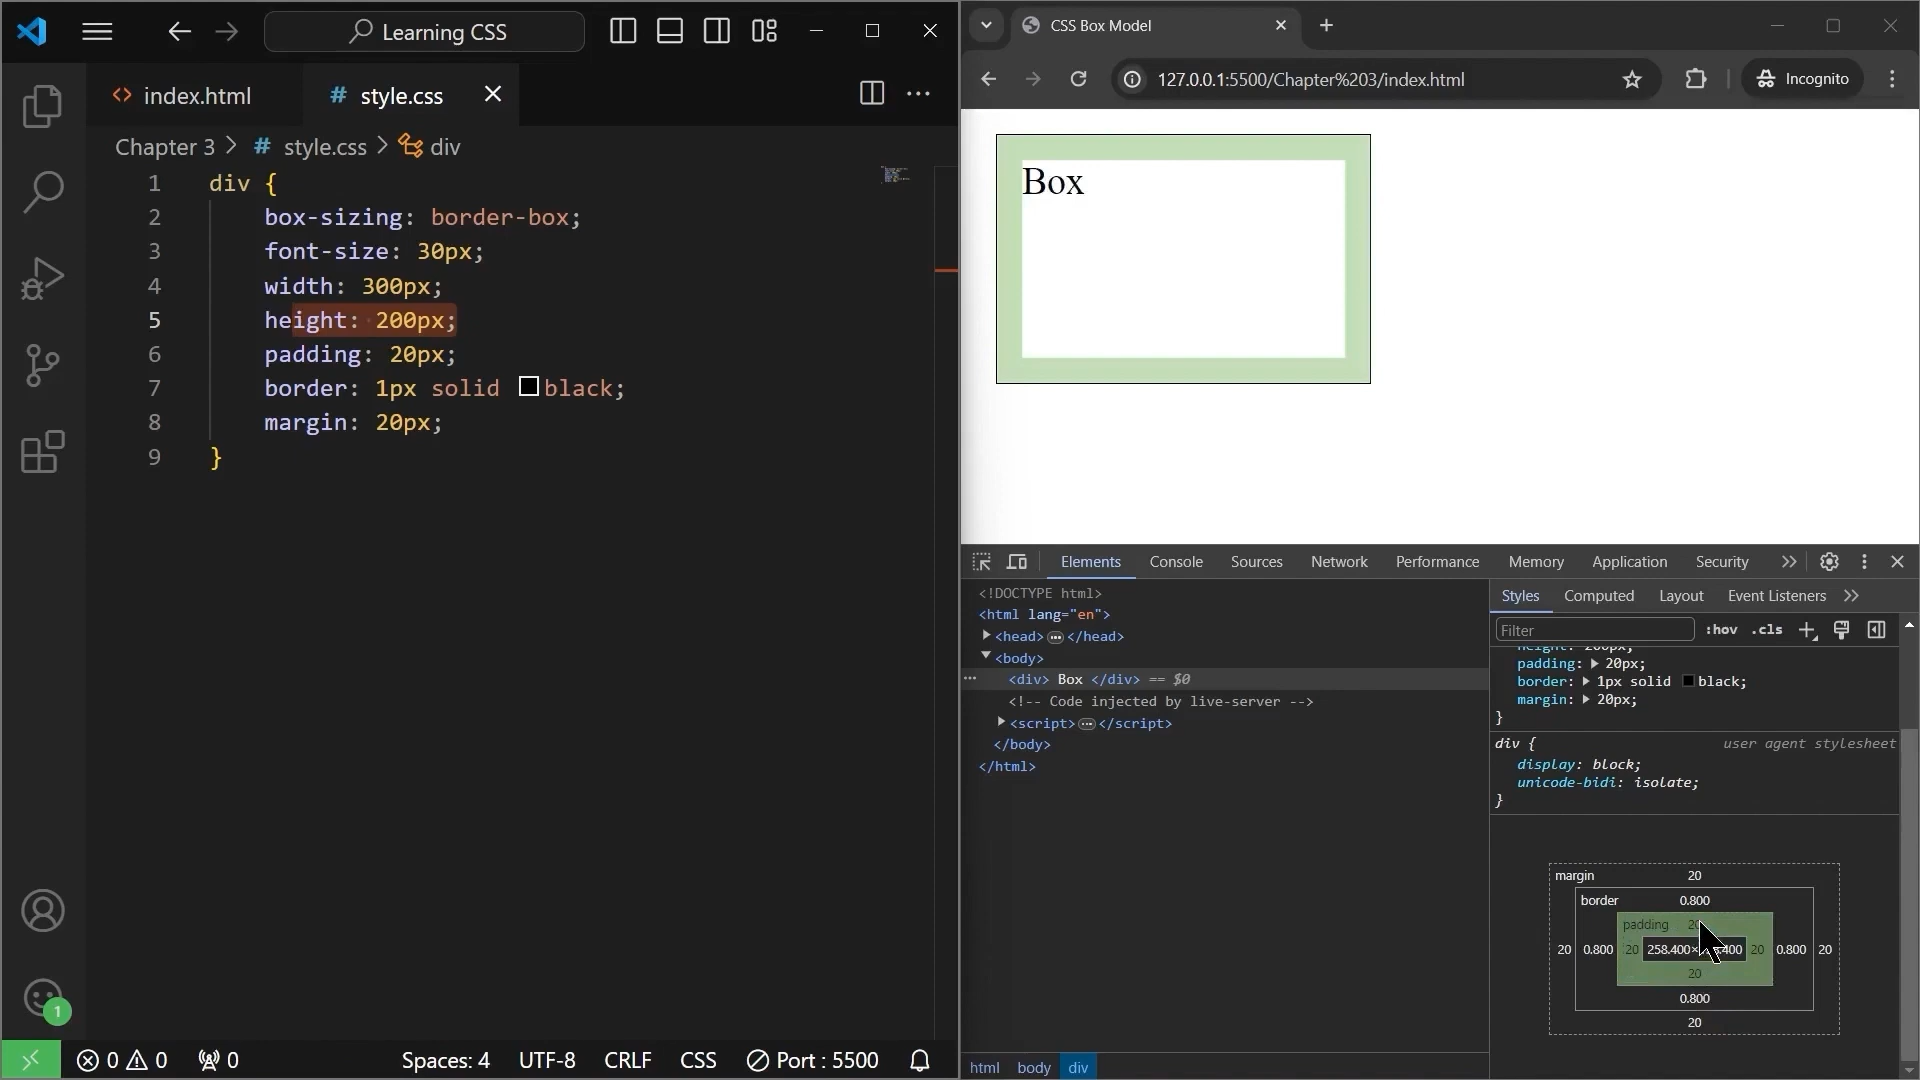 Learning CSS
index.html
# style.css
Chapter 3 > # style.css > div
1 div {
2 box-sizing: border-box;
3 font-size: 30px;
4 width: 300px;
5 height: 200px;
6 padding: 20px;
7 border: 1px solid black;
8 margin: 20px;
9 }
1
0 0 0
Spaces: 4 UTF-8 CRLF CSS Port : 5500
CSS Box Model
127.0.0.1:5500/Chapter%203/index.html
Incognito
Box
Elements Console Sources Network Performance Memory Application Security
<!DOCTYPE html>
<html lang="en">
<head> </head>
<body>
<div> Box </div> == $0
<!-- Code injected by live-server -->
<script> </script>
</body>
</html>
html body div
Styles Computed Layout Event Listeners
Filter :hov .cls
height: 200px;
padding: 20px;
border: 1px solid black;
margin: 20px;
}
div { user agent stylesheet
display: block;
unicode-bidi: isolate;
}
margin 20
border 0.800
padding
20 0.800 20 258.400× 20 0.800 20
20
0.800
20